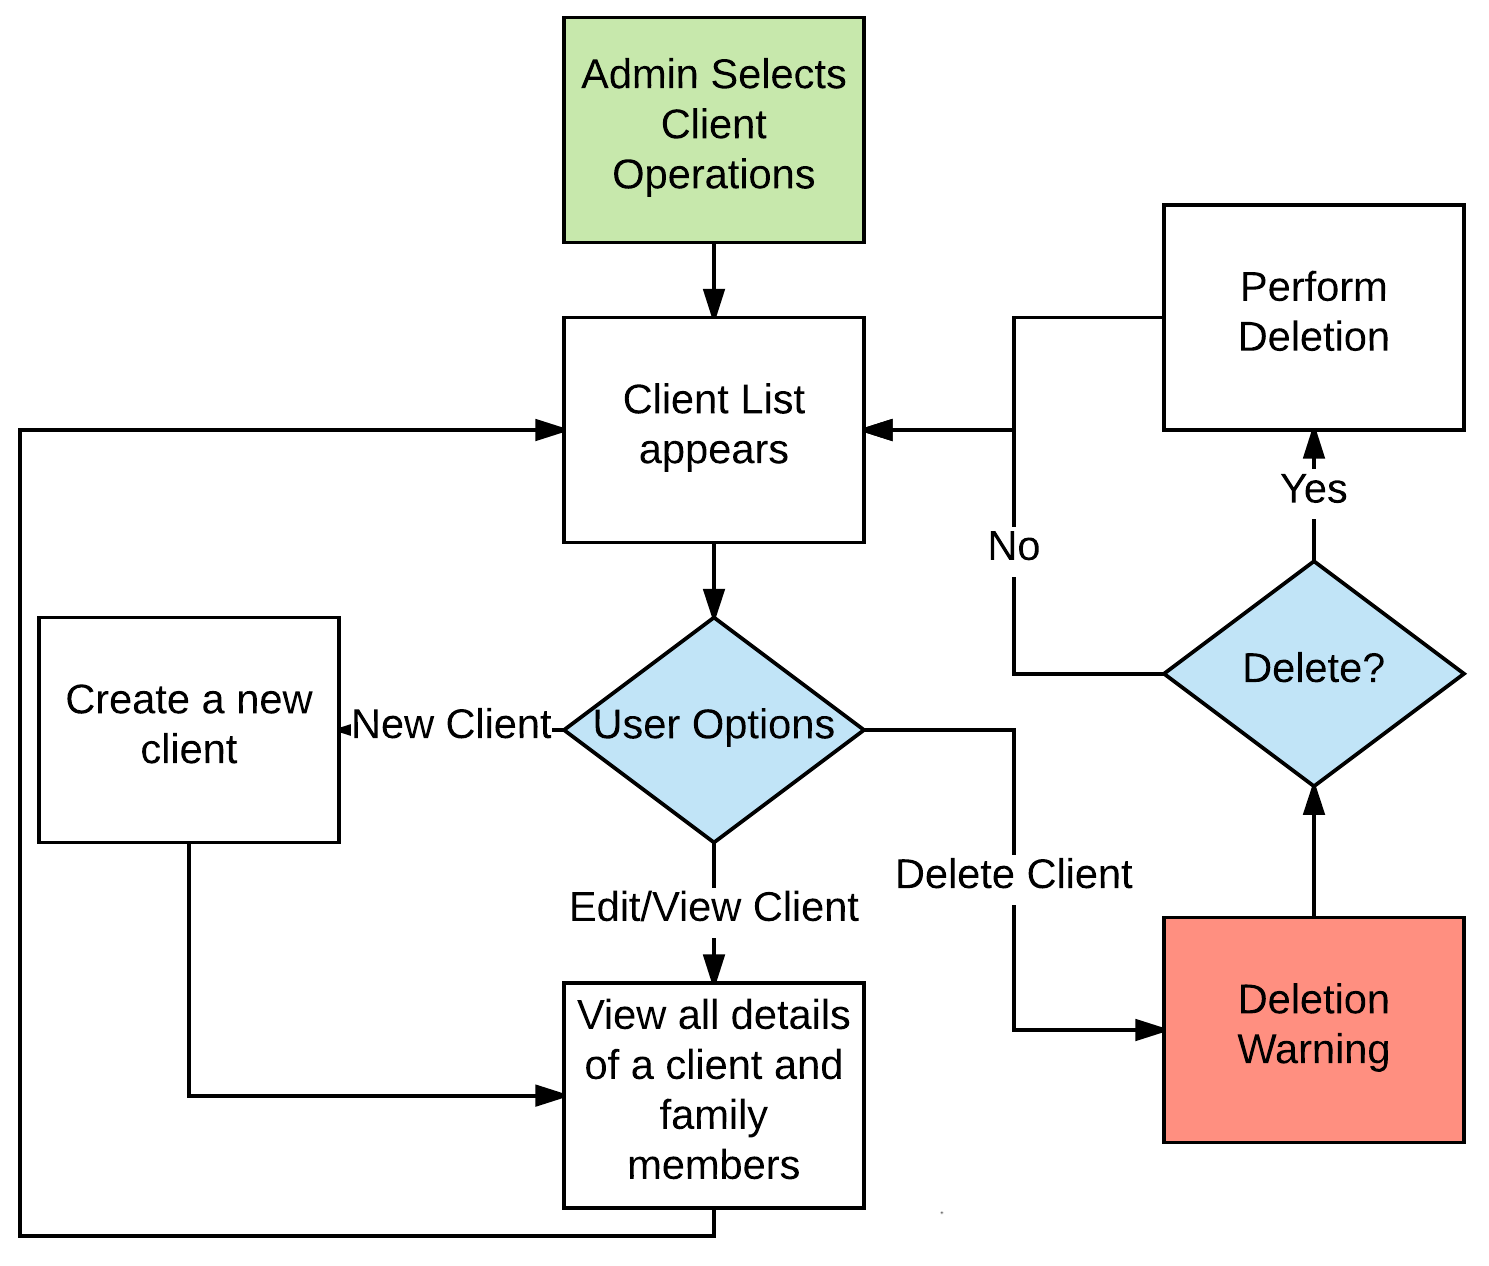 Admin Selects
Client
Operations
Perform
Deletion
Client List
appears
Yes
No
Delete?
Create a new
client
New Client
User Options
Delete Client
Edit/View Client
View all details
of a client and
family
members
Deletion
Warning